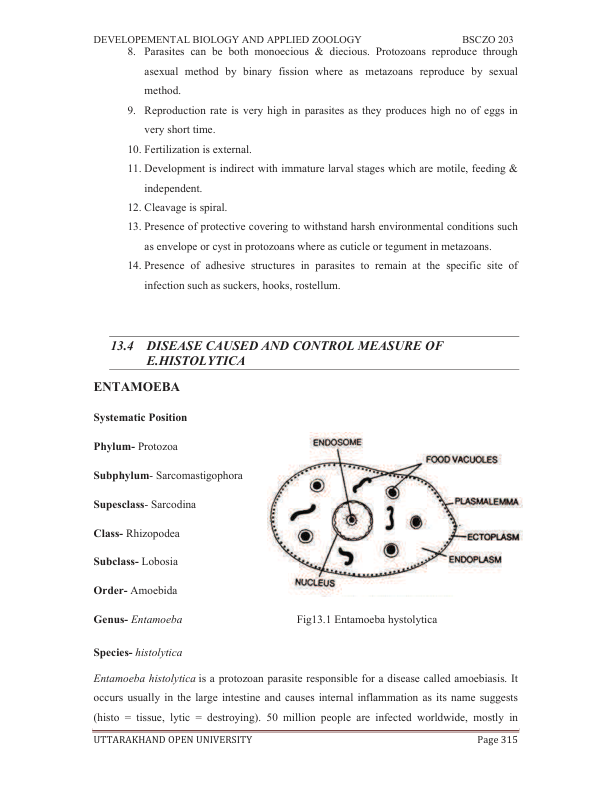 DEVELOPEMENTAL BIOLOGY AND APPLIED ZOOLOGY BSCZO 203
8. Parasites can be both monoecious & diecious. Protozoans reproduce through
asexual method by binary fission where as metazoans reproduce by sexual
method.
9. Reproduction rate is very high in parasites as they produces high no of eggs in
very short time.
10. Fertilization is external.
11. Development is indirect with immature larval stages which are motile, feeding &
independent.
12. Cleavage is spiral.
13. Presence of protective covering to withstand harsh environmental conditions such
as envelope or cyst in protozoans where as cuticle or tegument in metazoans.
14. Presence of adhesive structures in parasites to remain at the specific site of
infection such as suckers, hooks, rostellum.
13.4 DISEASE CAUSED AND CONTROL MEASURE OF
E.HISTOLYTICA
ENTAMOEBA
Systematic Position
Phylum- Protozoa
Subphylum- Sarcomastigophora
Supesclass- Sarcodina
Class- Rhizopodea
Subclass- Lobosia
Order- Amoebida
Genus- Entamoeba
ENDOSOME
FOOD VACUOLES
PLASMALEMMA
ECTOPLASM
ENDOPLASM
NUCLEUS
Fig13.1 Entamoeba hystolytica
Species- histolytica
Entamoeba histolytica is a protozoan parasite responsible for a disease called amoebiasis. It
occurs usually in the large intestine and causes internal inflammation as its name suggests
(histo = tissue, lytic = destroying). 50 million people are infected worldwide, mostly in
UTTARAKHAND OPEN UNIVERSITY Page 315